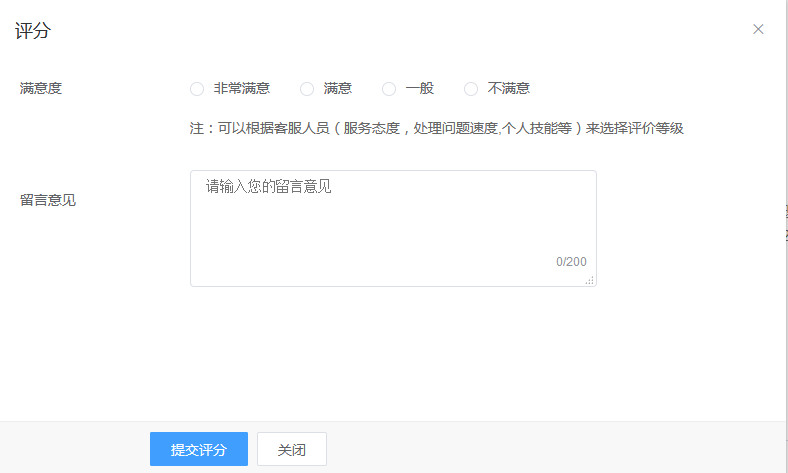 评分
满意度
非常满意 满意 一般 不满意
注：可以根据客服人员（服务态度，处理问题速度,个人技能等）来选择评价等级
留言意见
请输入您的留言意见
0/200
提交评分 关闭